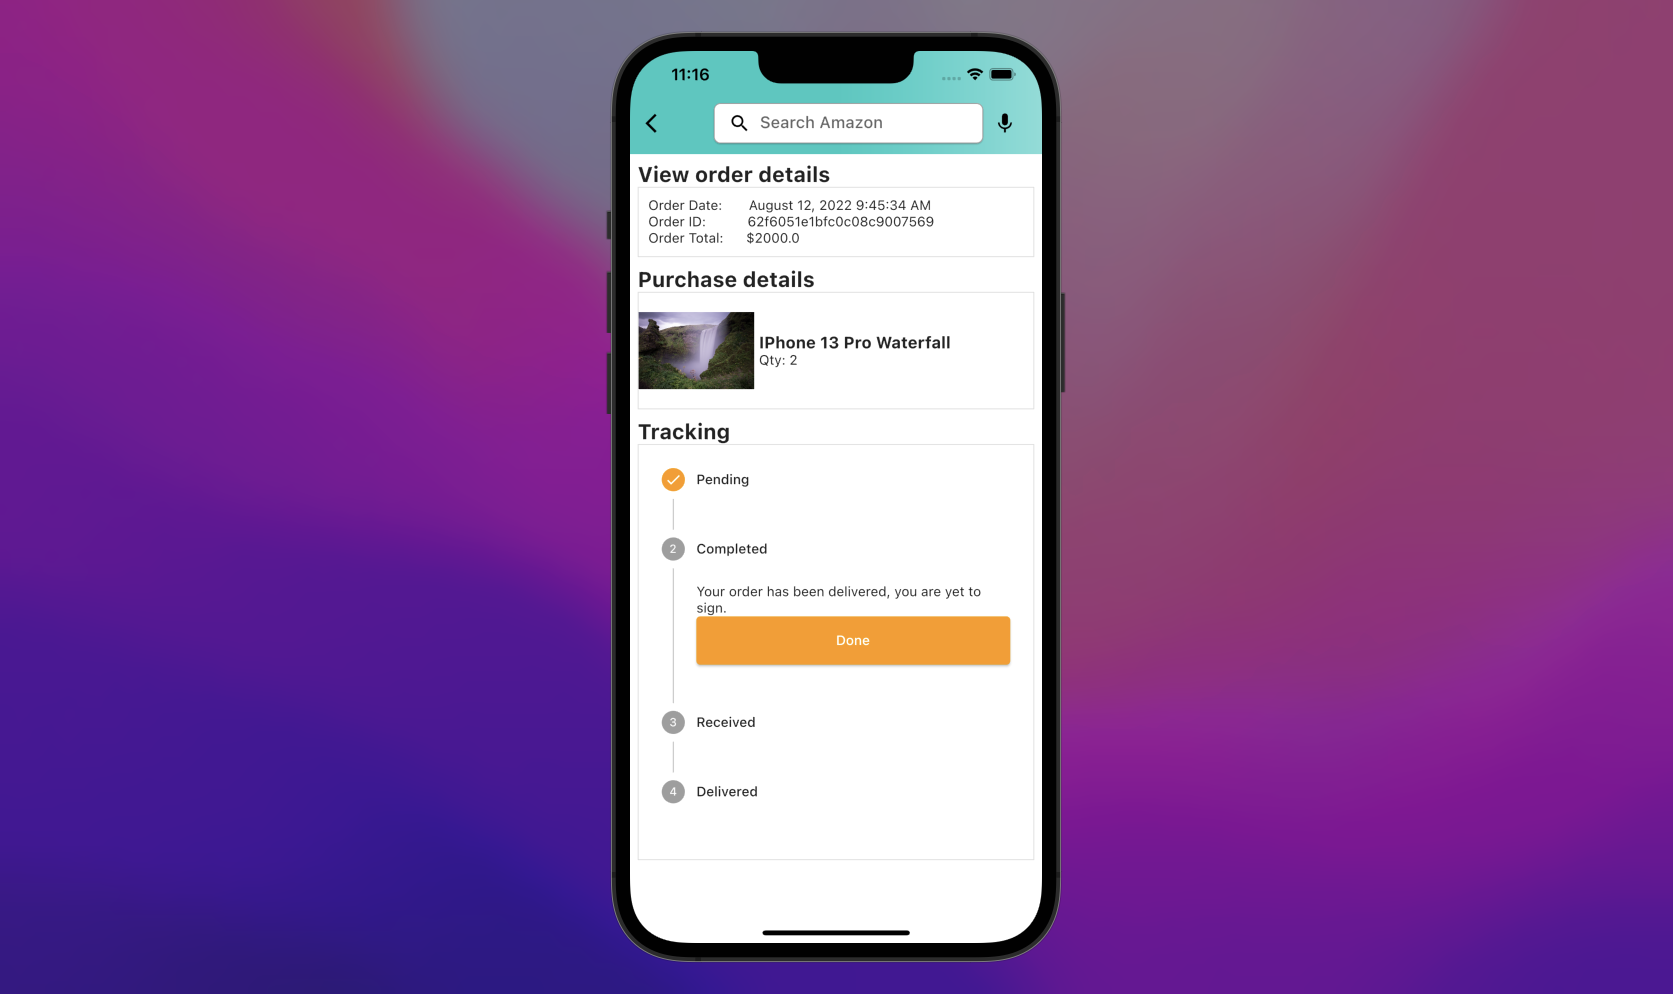 11:16
Search Amazon
View order details
Order Date: August 12, 2022 9:45:34 AM
Order ID: 62f6051e1bfc0c08c9007569
Order Total: $2000.0
Purchase details
IPhone 13 Pro Waterfall
Qty: 2
Tracking
Pending
2 Completed
Your order has been delivered, you are yet to
sign.
Done
3 Received
4 Delivered